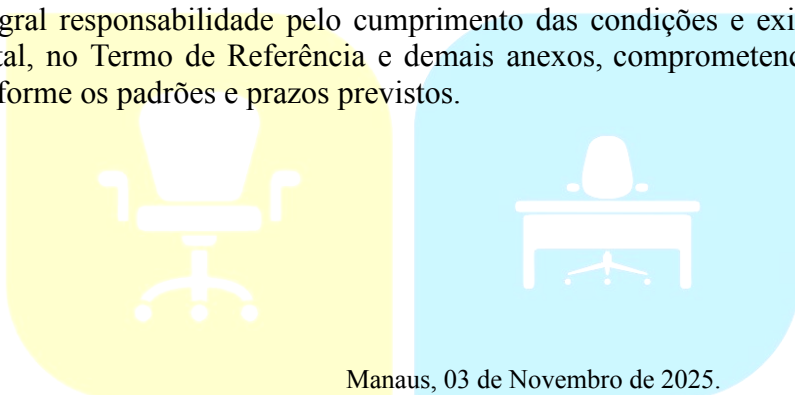 gral responsabilidade pelo cumprimento das condições e exi
tal, no Termo de Referência e demais anexos, comprometend
forme os padrões e prazos previstos.
Manaus, 03 de Novembro de 2025.